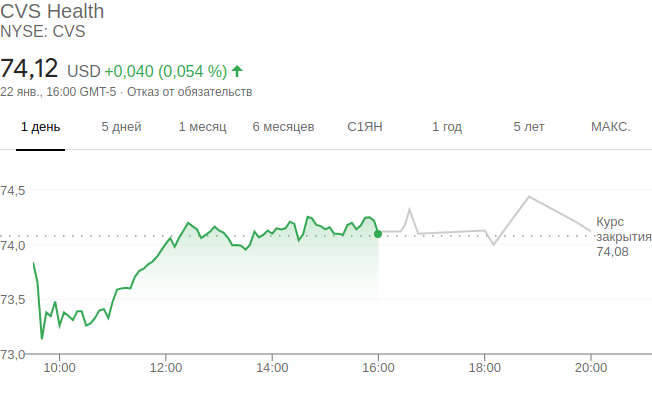 CVS Health
NYSE: CVS
74,12 USD +0,040 (0,054 %)
22 янв., 16:00 GMT-5 · Отказ от обязательств
1 день 5 дней 1 месяц 6 месяцев С1ЯН 1 год 5 лет МАКС.
74,5
74,0
73,5
73,0
Курс
закрытия
74,08
10:00 12:00 14:00 16:00 18:00 20:00